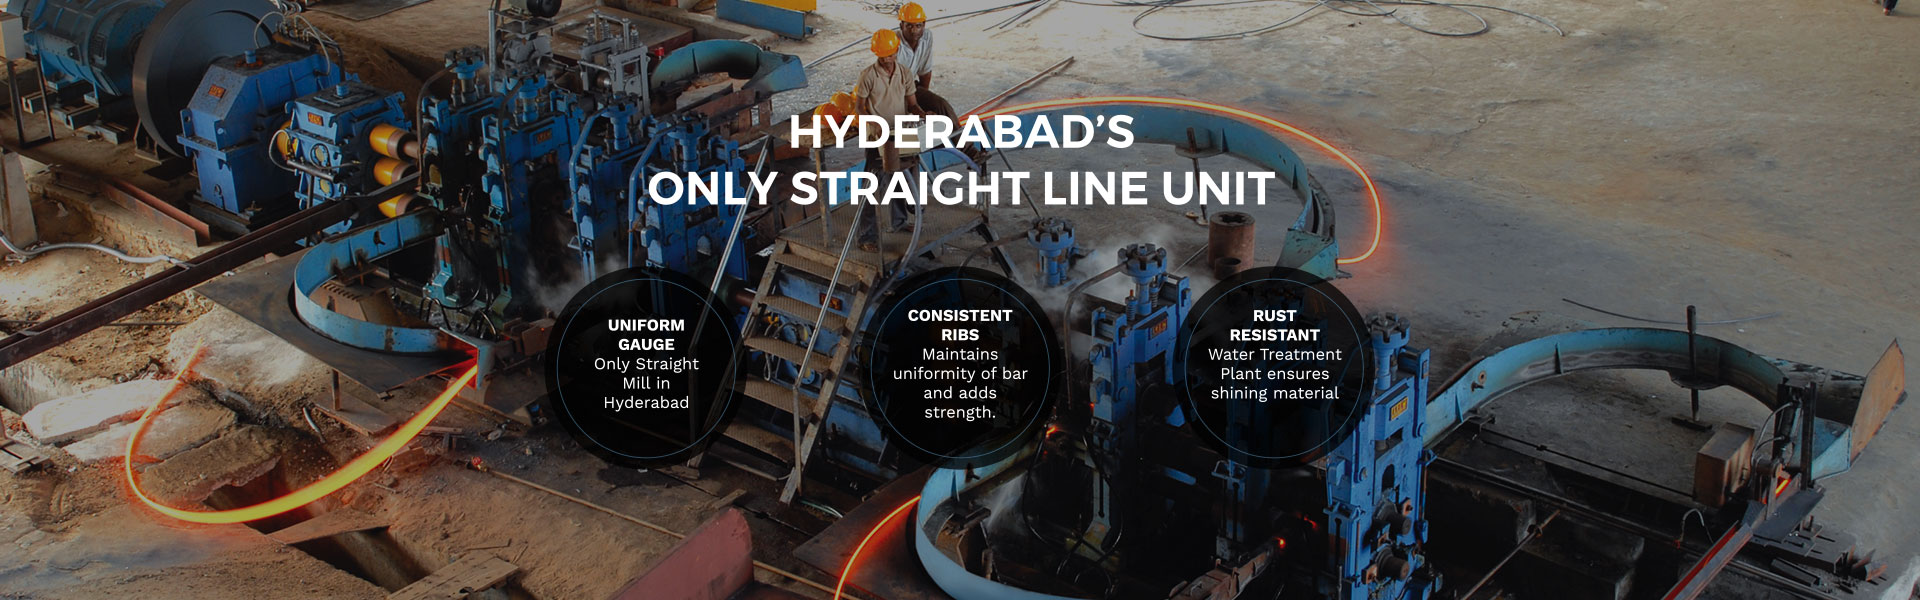 HYDERABAD’S
ONLY STRAIGHT LINE UNIT
UNIFORM
GAUGE
Only Straight
Mill in
Hyderabad
CONSISTENT
RIBS
Maintains
uniformity of bar
and adds
strength.
RUST
RESISTANT
Water Treatment
Plant ensures
shining material